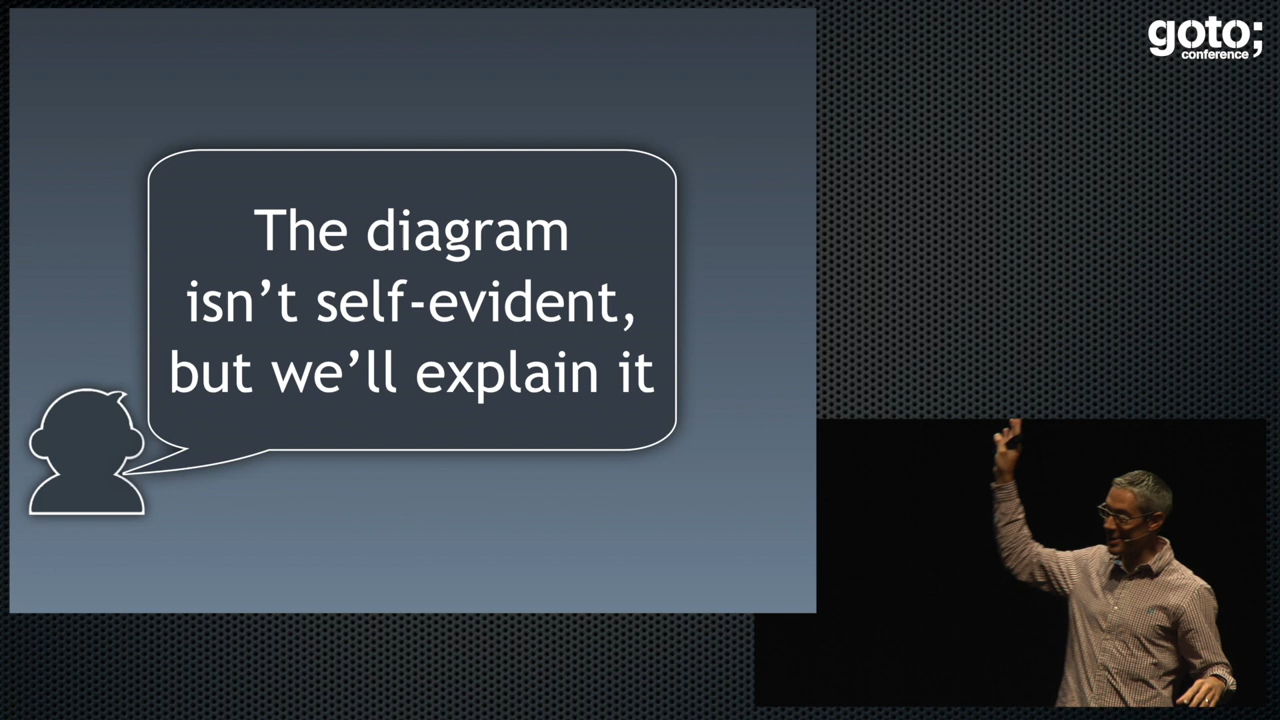 goto;
conference
The diagram
isn’t self-evident,
but we’ll explain it